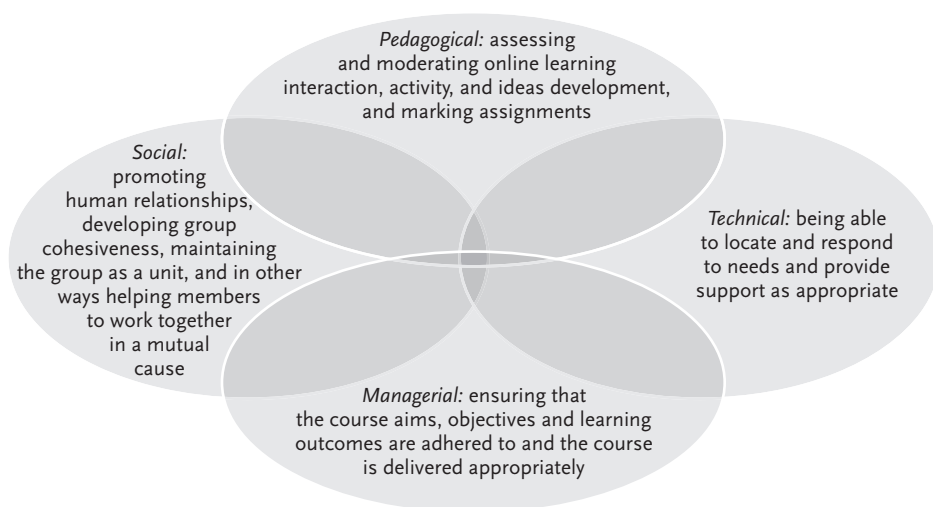 Pedagogical: assessing
and moderating online learning
interaction, activity, and ideas development,
and marking assignments
Social:
promoting
human relationships,
developing group
cohesiveness, maintaining
the group as a unit, and in other
ways helping members
to work together
in a mutual
cause
Technical: being able
to locate and respond
to needs and provide
support as appropriate
Managerial: ensuring that
the course aims, objectives and learning
outcomes are adhered to and the course
is delivered appropriately